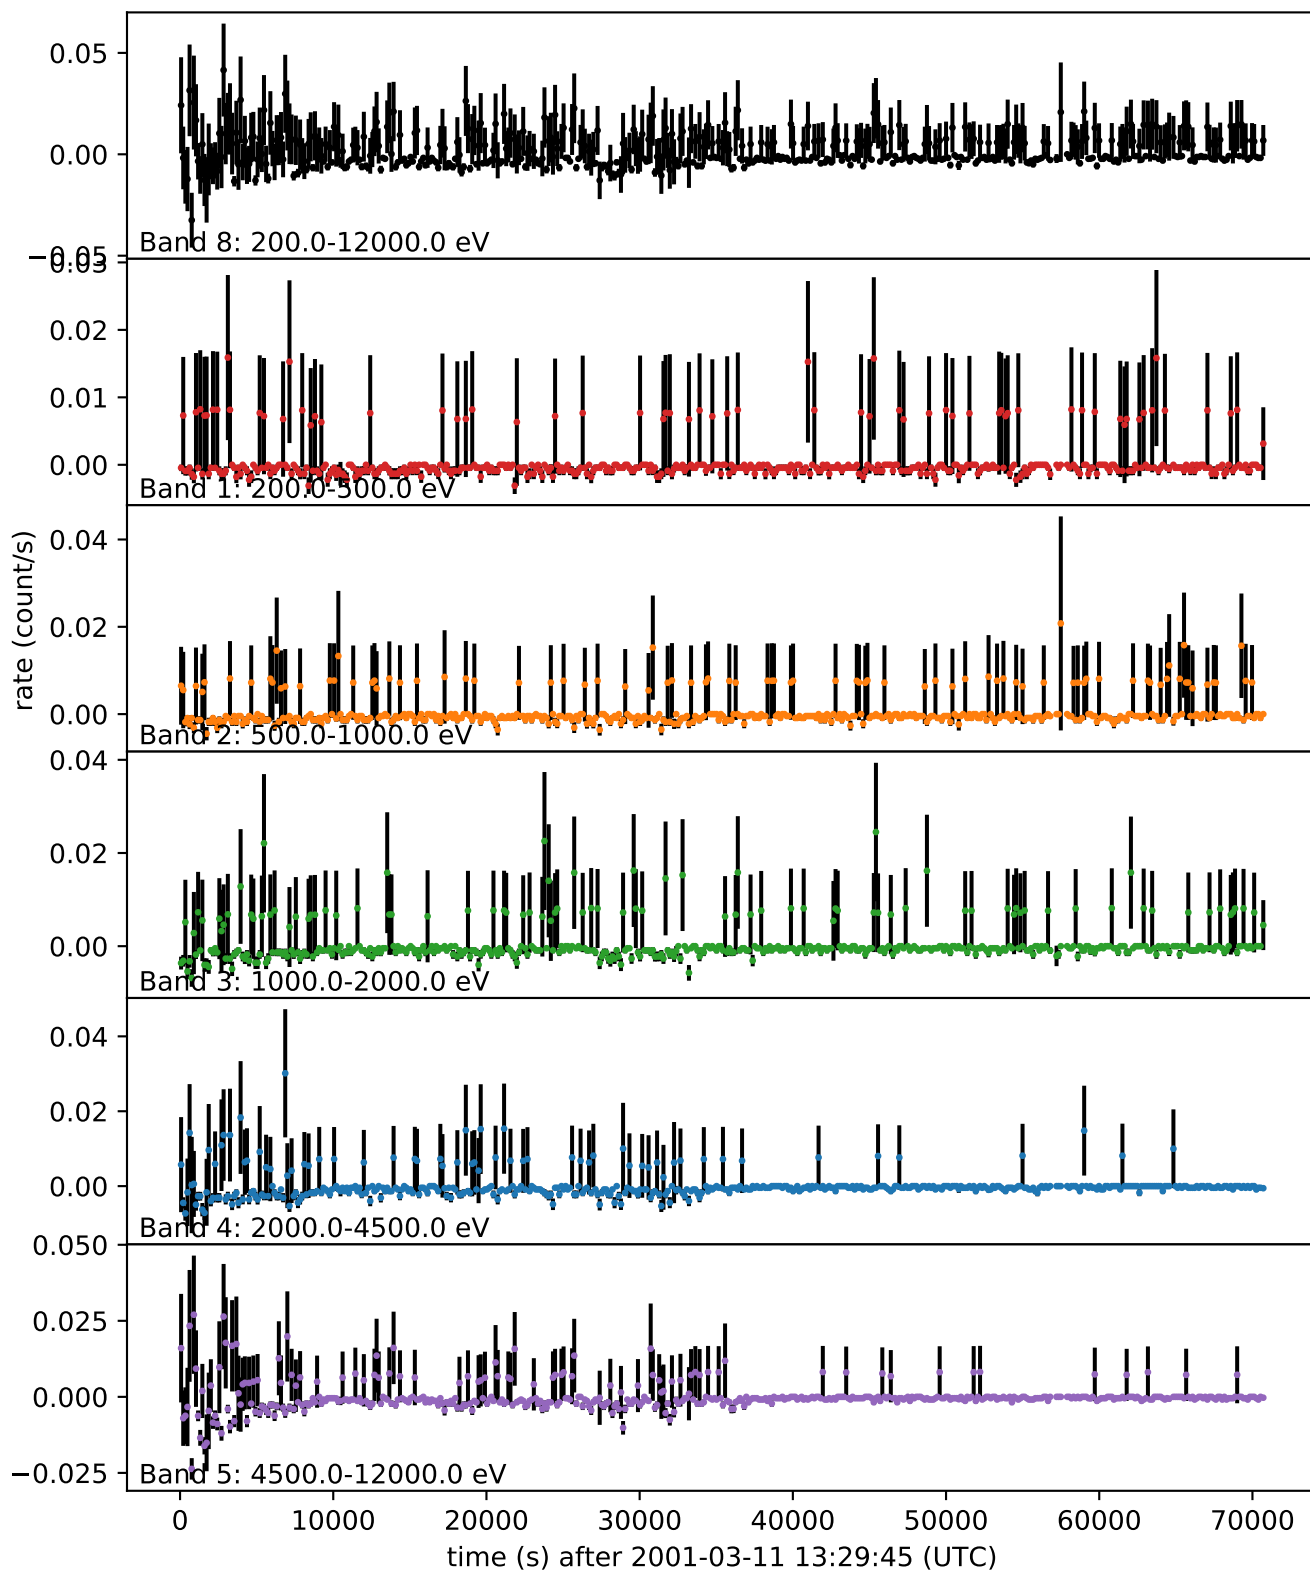 0.05
0.00
−0.05
Band 8: 200.0-12000.0 eV
0.03
0.02
0.01
0.00
Band 1: 200.0-500.0 eV
0.04
0.02
0.00
Band 2: 500.0-1000.0 eV
rate (count/s)
0.04
0.02
0.00
Band 3: 1000.0-2000.0 eV
0.04
0.02
0.00
Band 4: 2000.0-4500.0 eV
0.050
0.025
0.000
−0.025
Band 5: 4500.0-12000.0 eV
0 10000 20000 30000 40000 50000 60000 70000
time (s) after 2001-03-11 13:29:45 (UTC)